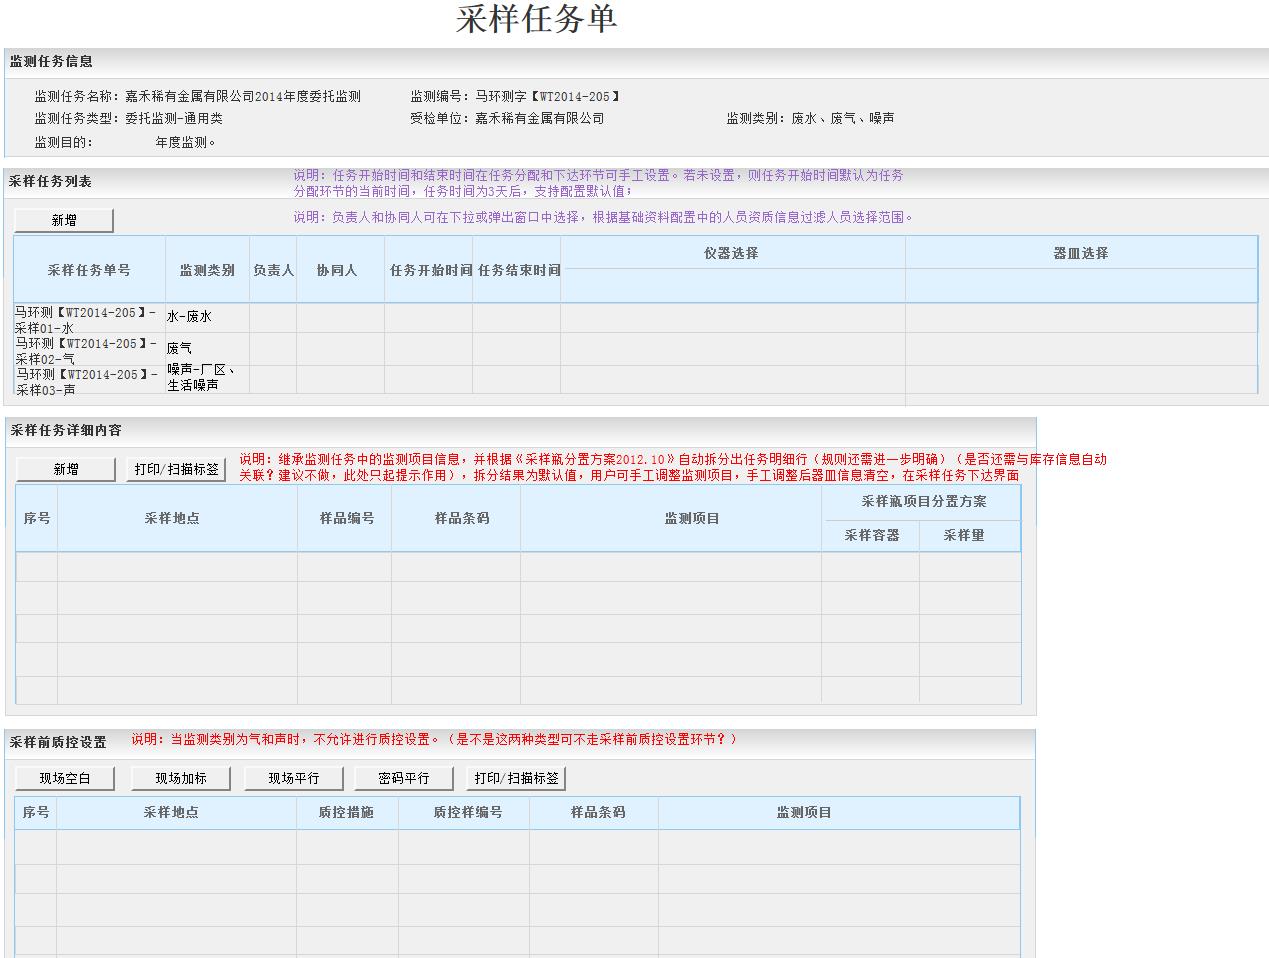 采样任务单
监测任务信息
监测任务名称：嘉禾稀有金属有限公司2014年度委托监测 监测编号：马环测字【WT2014-205】
监测任务类型：委托监测-通用类 受检单位：嘉禾稀有金属有限公司 监测类别：废水、废气、噪声
监测目的： 年度监测。
采样任务列表
说明：任务开始时间和结束时间在任务分配和下达环节可手工设置。若未设置，则任务开始时间默认为任务
分配环节的当前时间，任务时间为3天后，支持配置默认值；
新增
说明：负责人和协同人可在下拉或弹出窗口中选择，根据基础资料配置中的人员资质信息过滤人员选择范围。
采样任务单号 监测类别 负责人 协同人 任务开始时间 任务结束时间 仪器选择 器皿选择
马环测【WT2014-205】-
采样01-水
水-废水
马环测【WT2014-205】-
采样02-气
废气
马环测【WT2014-205】-
采样03-声
噪声-厂区、
生活噪声
采样任务详细内容
新增 打印/扫描标签
说明：继承监测任务中的监测项目信息，并根据《采样瓶分置方案2012.10》自动拆分出任务明细行（规则还需进一步明确）（是否还需与库存信息自动
关联？建议不做，此处只起提示作用），拆分结果为默认值，用户可手工调整监测项目，手工调整后器皿信息清空，在采样任务下达界面
序号 采样地点 样品编号 样品条码 监测项目 采样瓶项目分置方案
采样容器 采样量
采样前质控设置
说明：当监测类别为气和声时，不允许进行质控设置。（是不是这两种类型可不走采样前质控设置环节？）
现场空白 现场加标 现场平行 密码平行 打印/扫描标签
序号 采样地点 质控措施 质控样编号 样品条码 监测项目